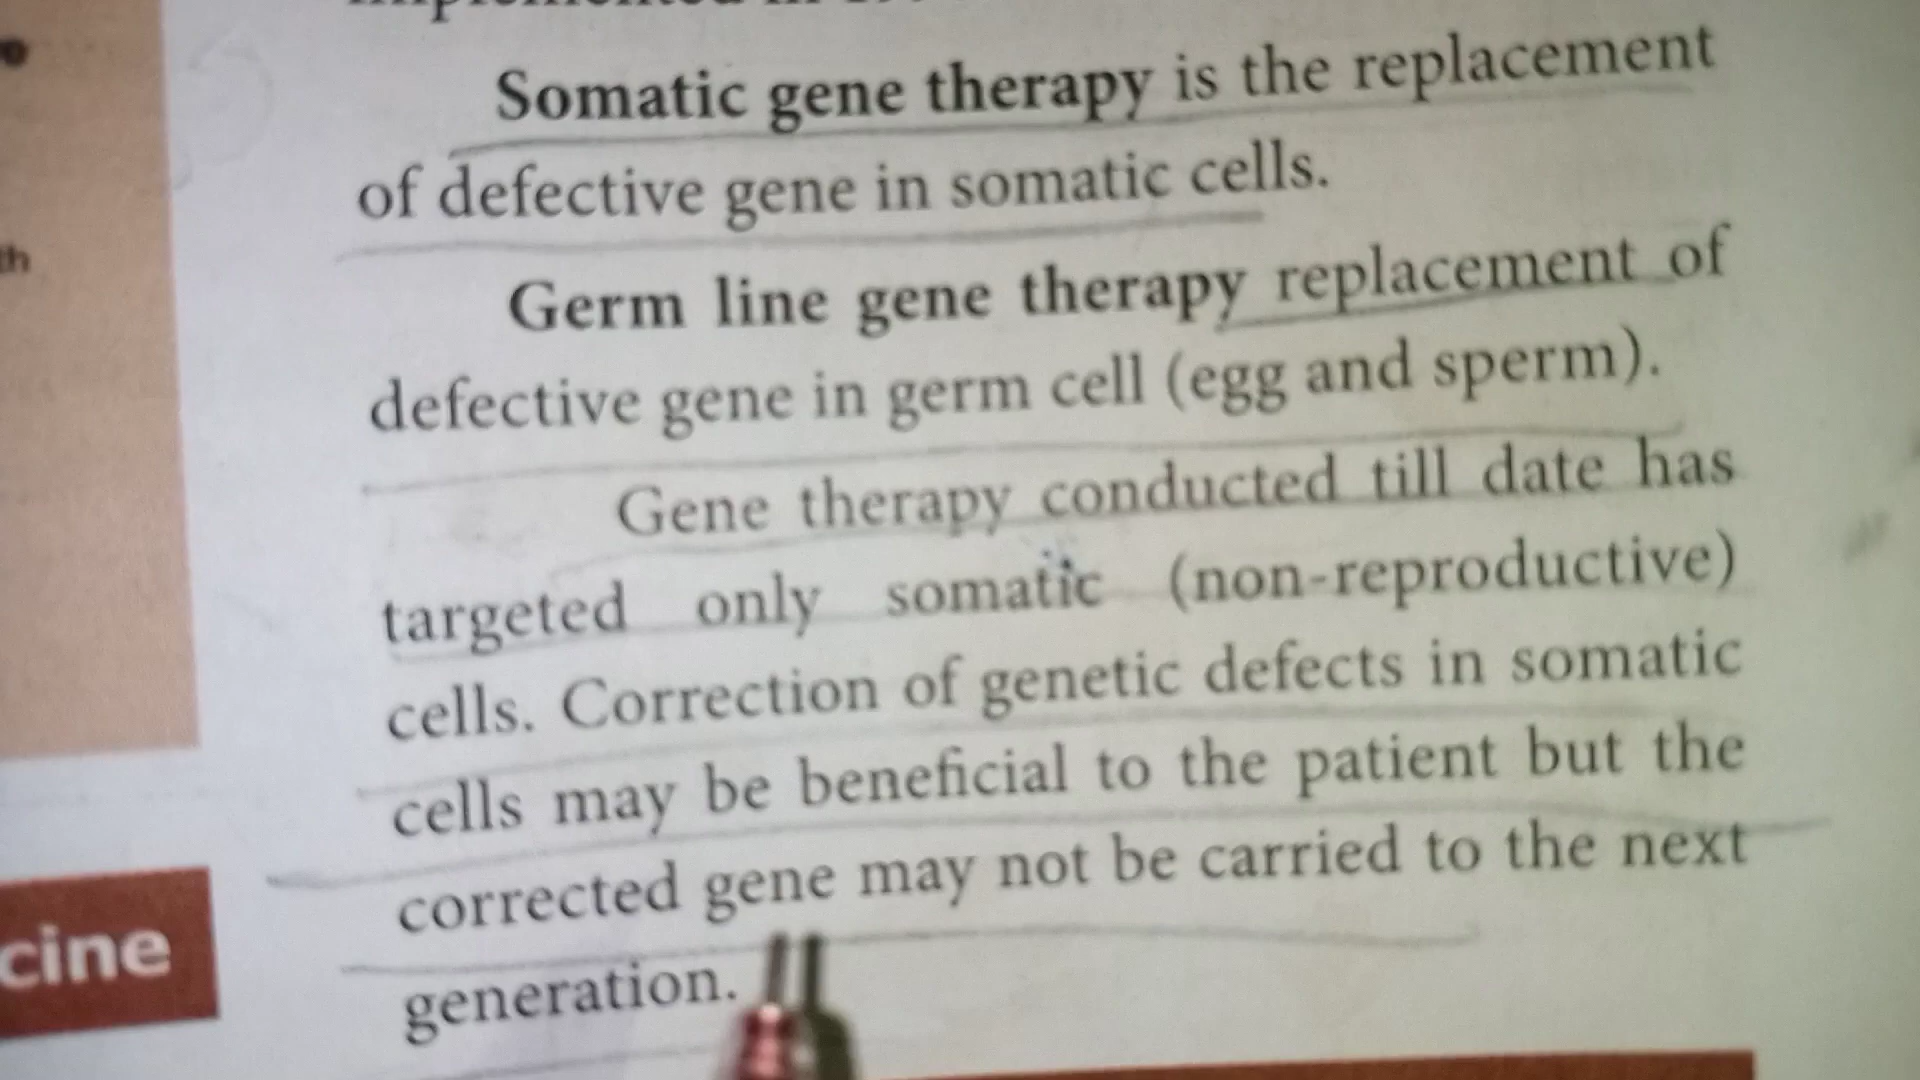 Somatic gene therapy is the replacement
of defective gene in somatic cells.
Germ line gene therapy replacement of
defective gene in germ cell (egg and sperm).
Gene therapy conducted till date has
targeted only somatic (non-reproductive)
cells. Correction of genetic defects in somatic
cells may be beneficial to the patient but the
corrected gene may not be carried to the next
generation.
th
cine